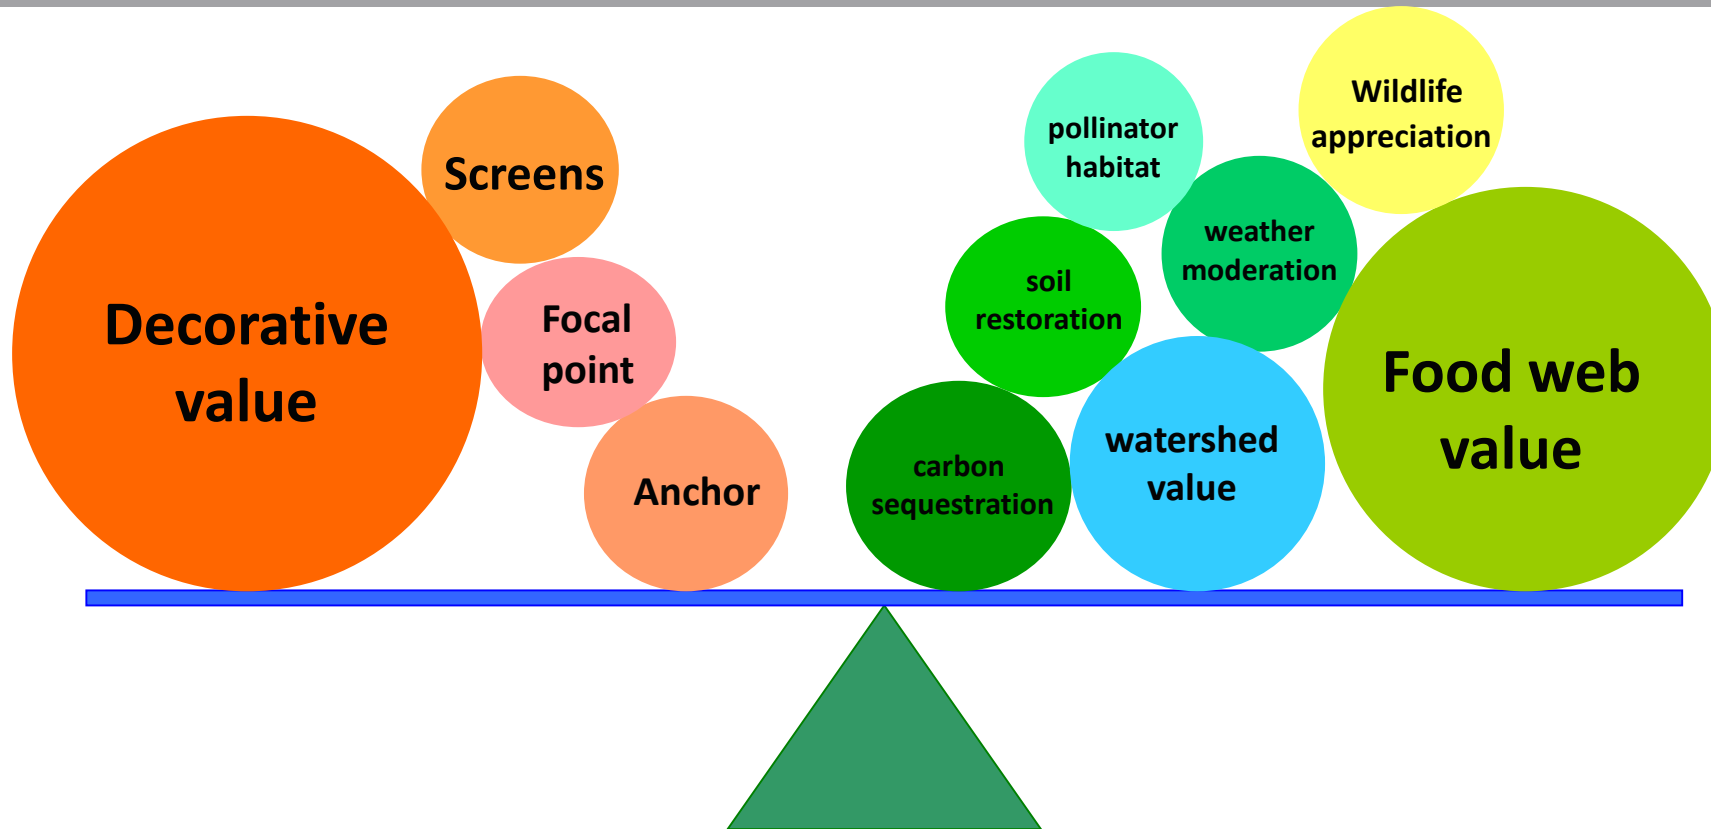 Decorative
value
Screens
Focal
point
Anchor
carbon
sequestration
soil
restoration
pollinator
habitat
weather
moderation
watershed
value
Wildlife
appreciation
Food web
value